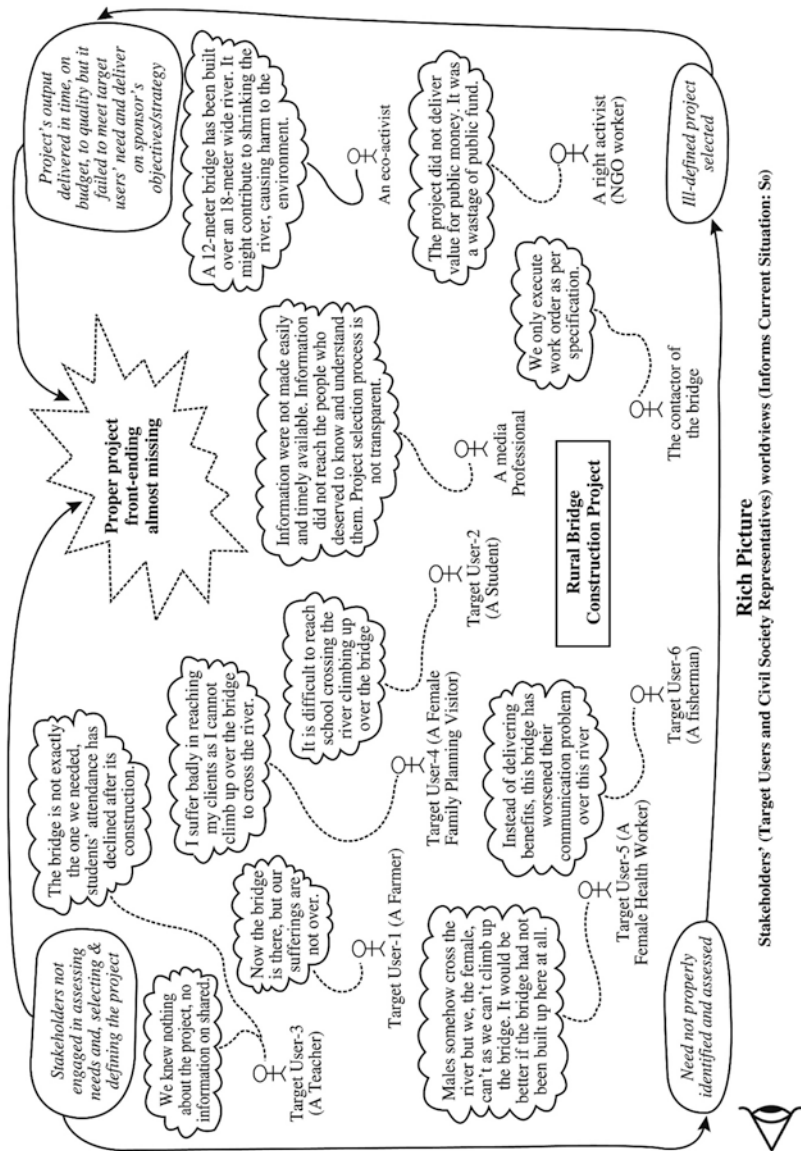 Stakeholders not
engaged in assessing
needs and, selecting &
defining the project
The bridge is not exactly
the one we needed,
students' attendance has
declined after its
construction.
Proper project
front-ending
almost missing
Project's output
delivered in time, on
budget, to quality but it
failed to meet target
users' need and deliver
on sponsor's
objectives/strategy
We knew nothing
about the project, no
information on shared.
Target User-3
(A Teacher)
Now the bridge
is there, but our
sufferings are
not over.
Target User-1 (A Farmer)
I suffer badly in reaching
my clients as I cannot
climb up over the bridge
to cross the river.
Target User-4 (A Female
Family Planning Visitor)
It is difficult to reach
school crossing the
river climbing up
over the bridge
Target User-2
(A Student)
Information were not made easily
and timely available. Information
did not reach the people who
deserved to know and understand
them. Project selection process is
not transparent.
A media
Professional
A 12-meter bridge has been built
over an 18-meter wide river. It
might contribute to shrinking the
river, causing harm to the
environment.
An eco-activist
Males somehow cross the
river but we, the female,
can't as we can't climb up
the bridge. It would be
better if the bridge had not
been built up here at all.
Target User-5 (A
Female Health Worker)
Instead of delivering
benefits, this bridge has
worsened their
communication problem
over this river
Target User-6
(A fisherman)
Rural Bridge
Construction Project
We only execute
work order as per
specification.
The contactor of
the bridge
The project did not deliver
value for public money. It was
a wastage of public fund.
A right activist
(NGO worker)
Need not properly
identified and assessed
Ill-defined project
selected
Rich Picture
Stakeholders' (Target Users and Civil Society Representatives) worldviews (Informs Current Situation: So)